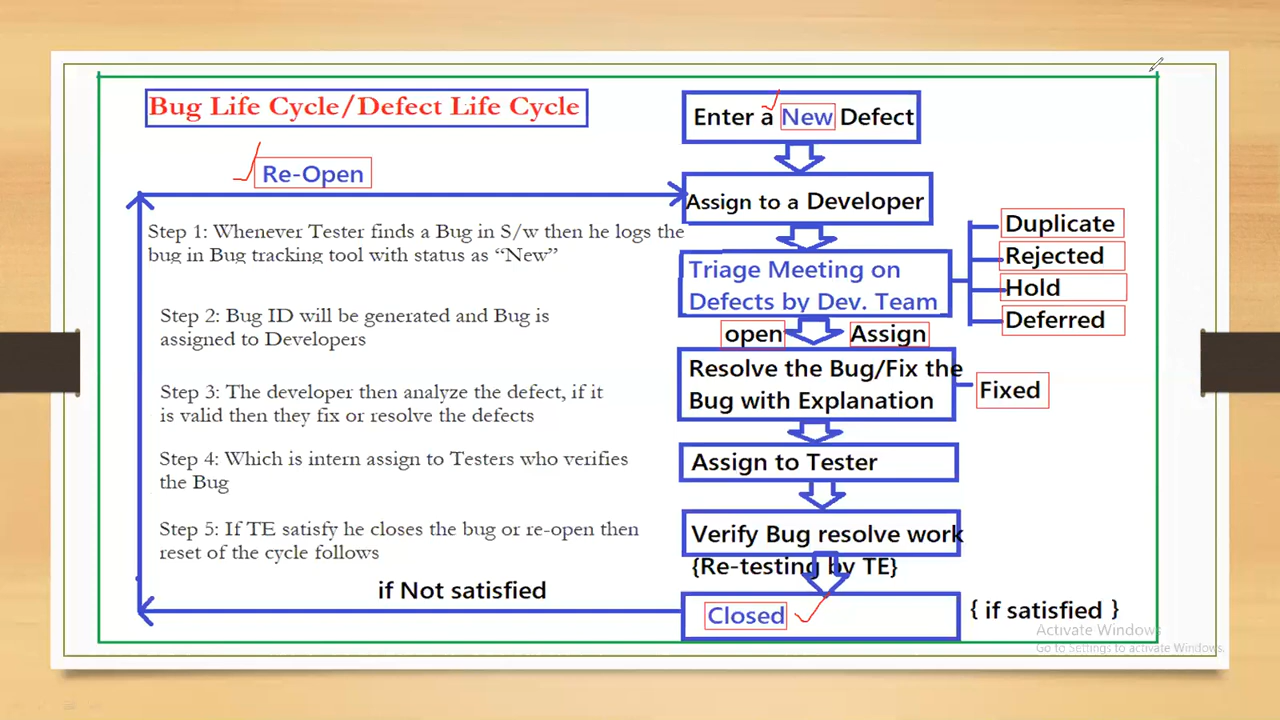 Bug Life Cycle/Defect Life Cycle
Re-Open
Step 1: Whenever Tester finds a Bug in S/w then he logs the
bug in Bug tracking tool with status as “New”
Step 2: Bug ID will be generated and Bug is
assigned to Developers
Step 3: The developer then analyze the defect, if it
is valid then they fix or resolve the defects
Step 4: Which is intern assign to Testers who verifies
the Bug
Step 5: If TE satisfy he closes the bug or re-open then
reset of the cycle follows
if Not satisfied
Enter a New Defect
Assign to a Developer
Triage Meeting on
Defects by Dev. Team
Duplicate
Rejected
Hold
Deferred
open Assign
Resolve the Bug/Fix the
Bug with Explanation
Fixed
Assign to Tester
Verify Bug resolve work
{Re-testing by TE}
Closed
{ if satisfied }
Activate Windows
Go to Settings to activate Windows.